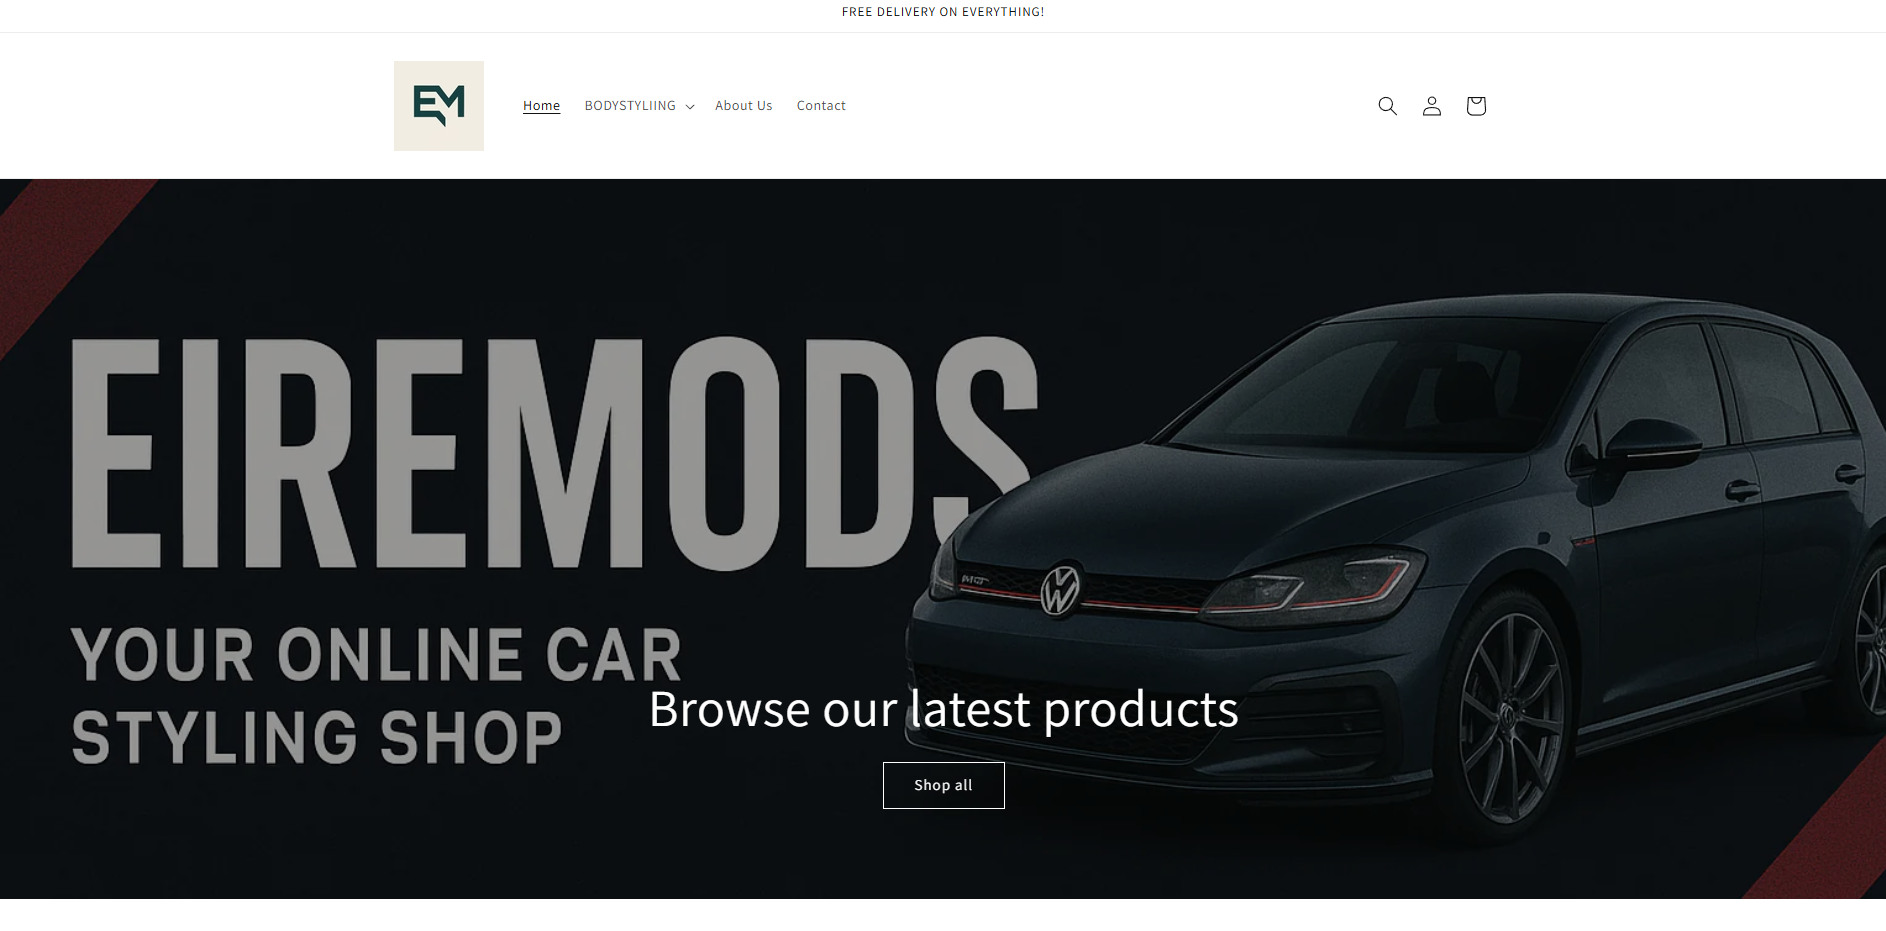 FREE DELIVERY ON EVERYTHING!
EM
Home BODYSTYLIING About Us Contact
EIREMODS
YOUR ONLINE CAR
STYLING SHOP
Browse our latest products
Shop all